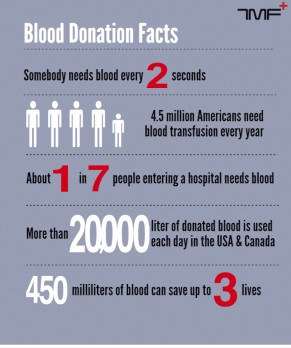 TMF+
Blood Donation Facts
Somebody needs blood every 2 seconds
4.5 million Americans need
blood transfusion every year
About 1 in 7 people entering a hospital needs blood
More than 20,000 liter of donated blood is used
each day in the USA & Canada
450 milliliters of blood can save up to 3 lives